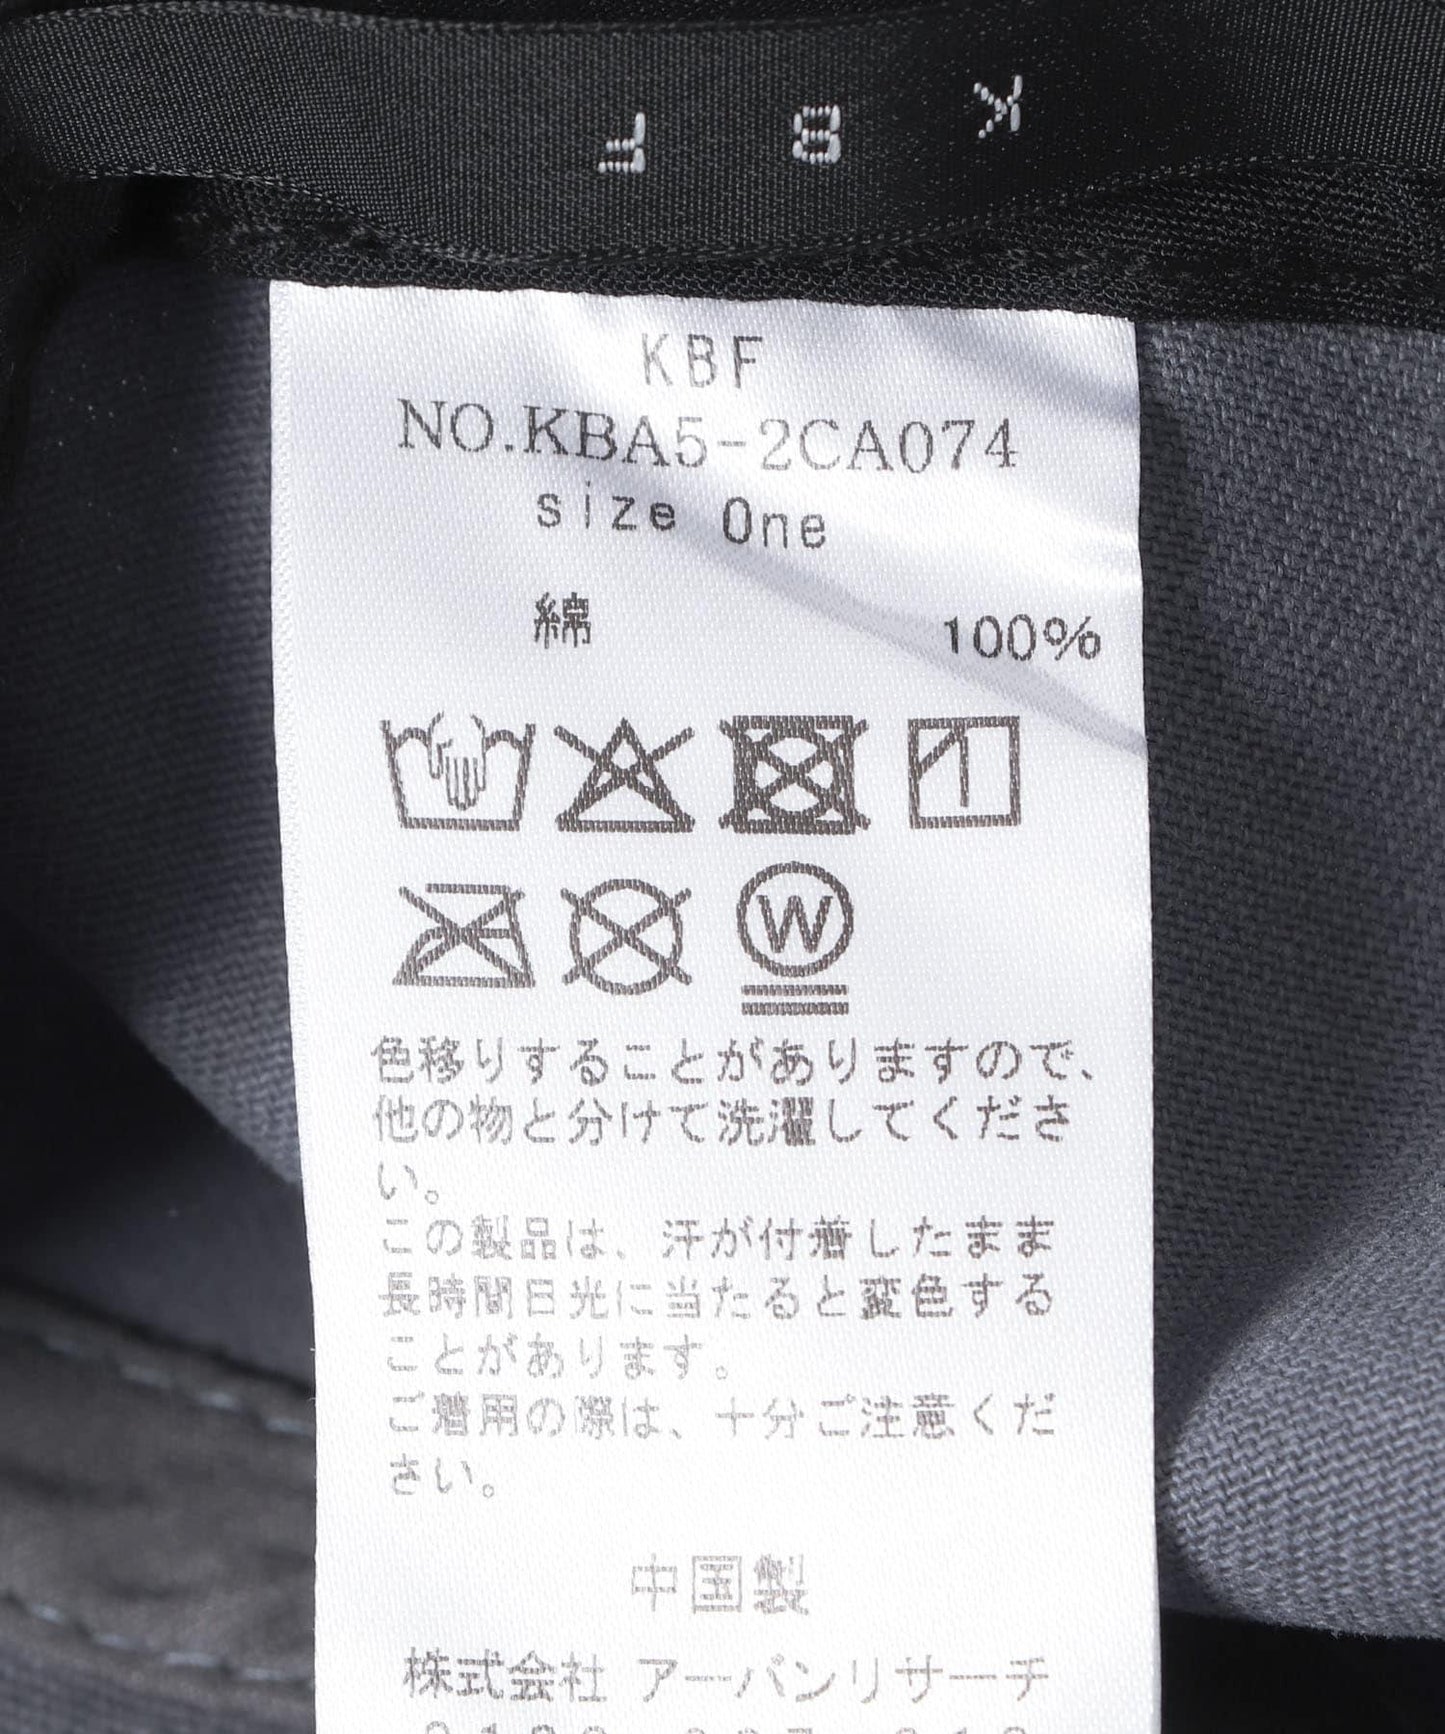 K B F
KBF
NO.KBA5-2CA074
size One
綿 100%
W
色移りすることがありますので、
他の物と分けて洗濯してくださ
い。
この製品は、汗が付着したまま
長時間日光に当たると変色する
ことがあります。
ご着用の際は、十分ご注意くだ
さい。
中国製
株式会社 アーバンリサーチ